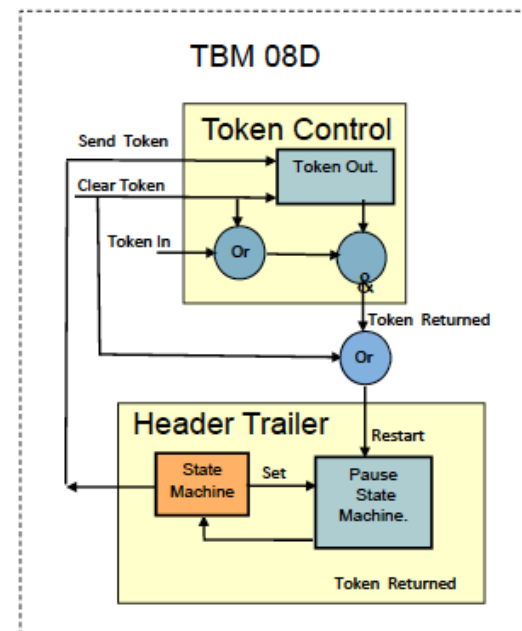 TBM 08D
Token Control
Send Token
Token Out.
Clear Token
Token In
Or
&
Token Returned
Or
Header Trailer
Restart
State
Machine
Set
Pause
State
Machine.
Token Returned